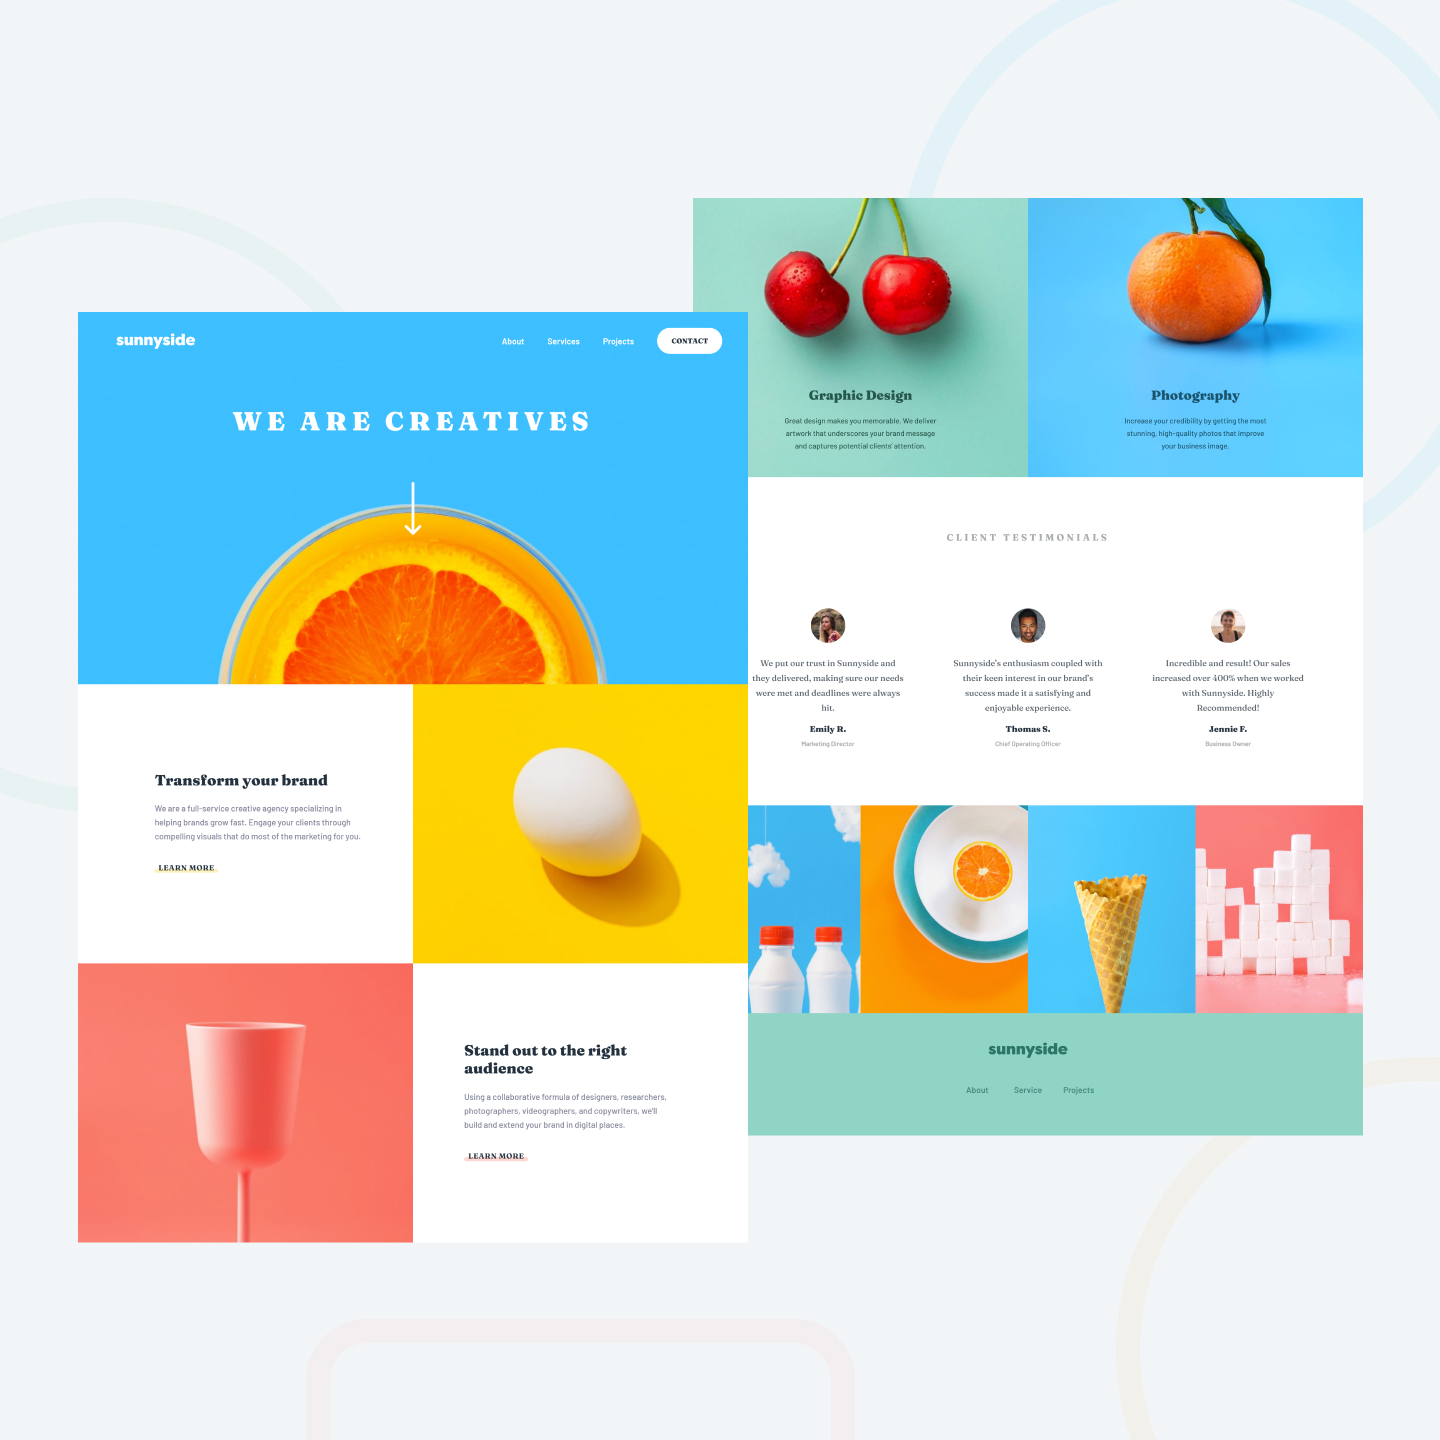 sunnyside
About
Services
Projects
CONTACT
WE ARE CREATIVES
Transform your brand
We are a full-service creative agency specializing in
helping brands grow fast. Engage your clients through
compelling visuals that do most of the marketing for you.
LEARN MORE
Stand out to the right
audience
Using a collaborative formula of designers, researchers,
photographers, videographers, and copywriters, we'll
build and extend your brand in digital places.
LEARN MORE
Graphic Design
Great design makes you memorable. We deliver
artwork that underscores your brand message
and captures potential clients' attention.
Photography
Increase your credibility by getting the most
stunning, high-quality photos that improve
your business image.
CLIENT TESTIMONIALS
We put our trust in Sunnyside and
they delivered, making sure our needs
were met and deadlines were always
hit.
Emily R.
Marketing Director
Sunnyside's enthusiasm coupled with
their keen interest in our brand's
success made it a satisfying and
enjoyable experience.
Thomas S.
Chief Operating Officer
Incredible end result! Our sales
increased over 400% when we worked
with Sunnyside. Highly
Recommended!
Jennie F.
Business Owner
sunnyside
About
Service
Projects